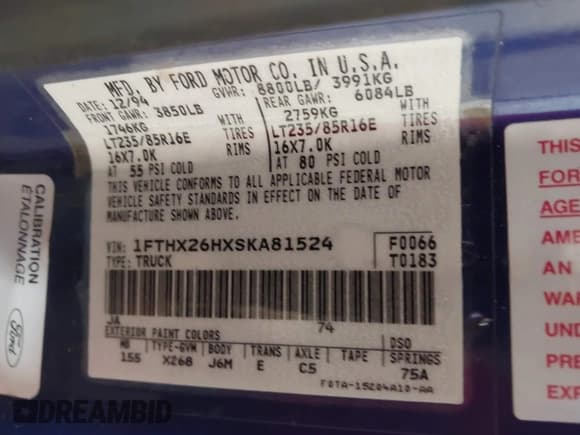 MFD. BY FORD MOTOR CO. IN U.S.A.
DATE: 12/94 GVWR: 8800LB/ 3991KG
FRONT GAWR: 3850LB REAR GAWR: 6084LB
1746KG WITH 2759KG WITH
LT235/85R16E TIRES LT235/85R16E TIRES
16X7.0K RIMS 16X7.0K RIMS
AT 55 PSI COLD AT 80 PSI COLD
THIS VEHICLE CONFORMS TO ALL APPLICABLE FEDERAL MOTOR
VEHICLE SAFETY STANDARDS IN EFFECT ON THE DATE OF
MANUFACTURE SHOWN ABOVE.
VIN: 1FTHX26HXSKA81524 F0066
TYPE: TRUCK T0183
JA 74
EXTERIOR PAINT COLORS DSO
WB TYPE-GVW BODY TRANS AXLE TAPE SPRINGS
155 X268 J6M E C5 75A
F0TA-15204A10-AA
CALIBRATION
ETALONNAGE
Ford
THIS
FOR
AGE
AME
AN
WAR
UND
PRE
EXP
DREAMBID